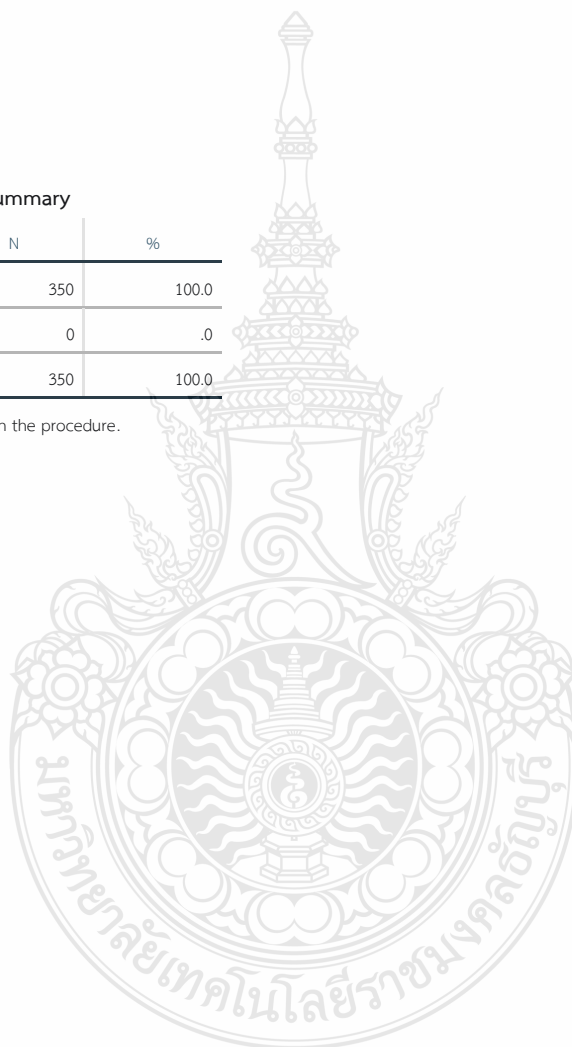 ummary
N %
350 100.0
0 .0
350 100.0
n the procedure.
มหาวิทยาลัยเทคโนโลยีราชมงคลธัญบุรี